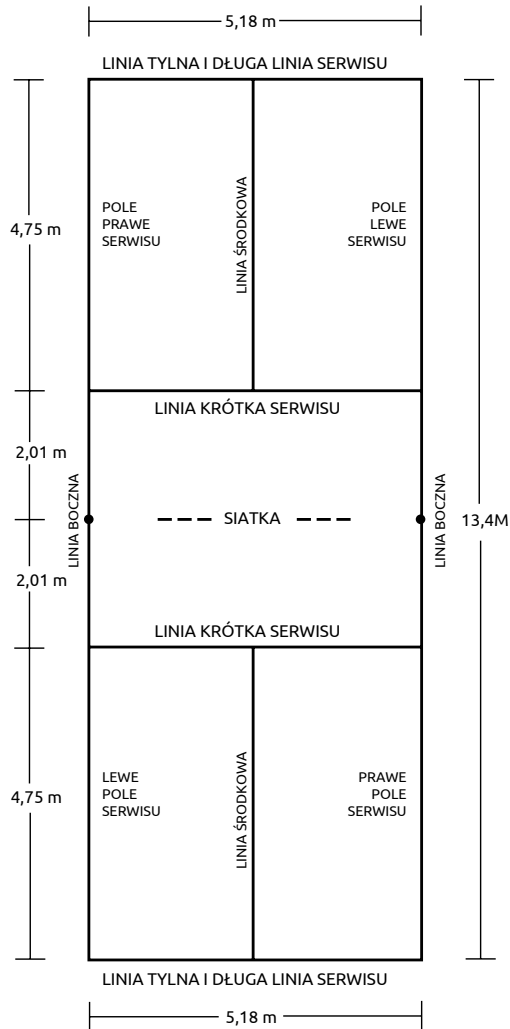 5,18 m
LINIA TYLNA I DŁUGA LINIA SERWISU
POLE
PRAWE
SERWISU
LINIA ŚRODKOWA
POLE
LEWE
SERWISU
4,75 m
LINIA KRÓTKA SERWISU
2,01 m
LINIA BOCZNA
SIATKA
LINIA BOCZNA
13,4M
2,01 m
LINIA KRÓTKA SERWISU
LEWE
POLE
SERWISU
LINIA ŚRODKOWA
PRAWE
POLE
SERWISU
4,75 m
LINIA TYLNA I DŁUGA LINIA SERWISU
5,18 m